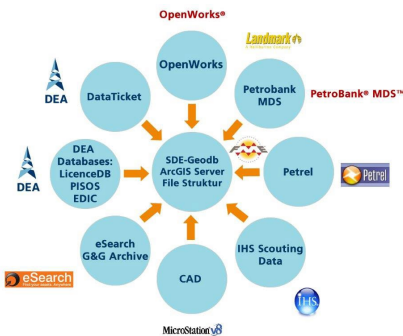 OpenWorks®
Landmark
OpenWorks
DEA
DataTicket
Petrobank
MDS
PetroBank® MDS™
DEA
DEA
Databases:
LicenceDB
PISOS
EDIC
SDE-Geodb
ArcGIS Server
File Struktur
Petrel
Petrel
eSearch
G&G Archive
eSearch
CAD
IHS Scouting
Data
IHS
MicroStation V8